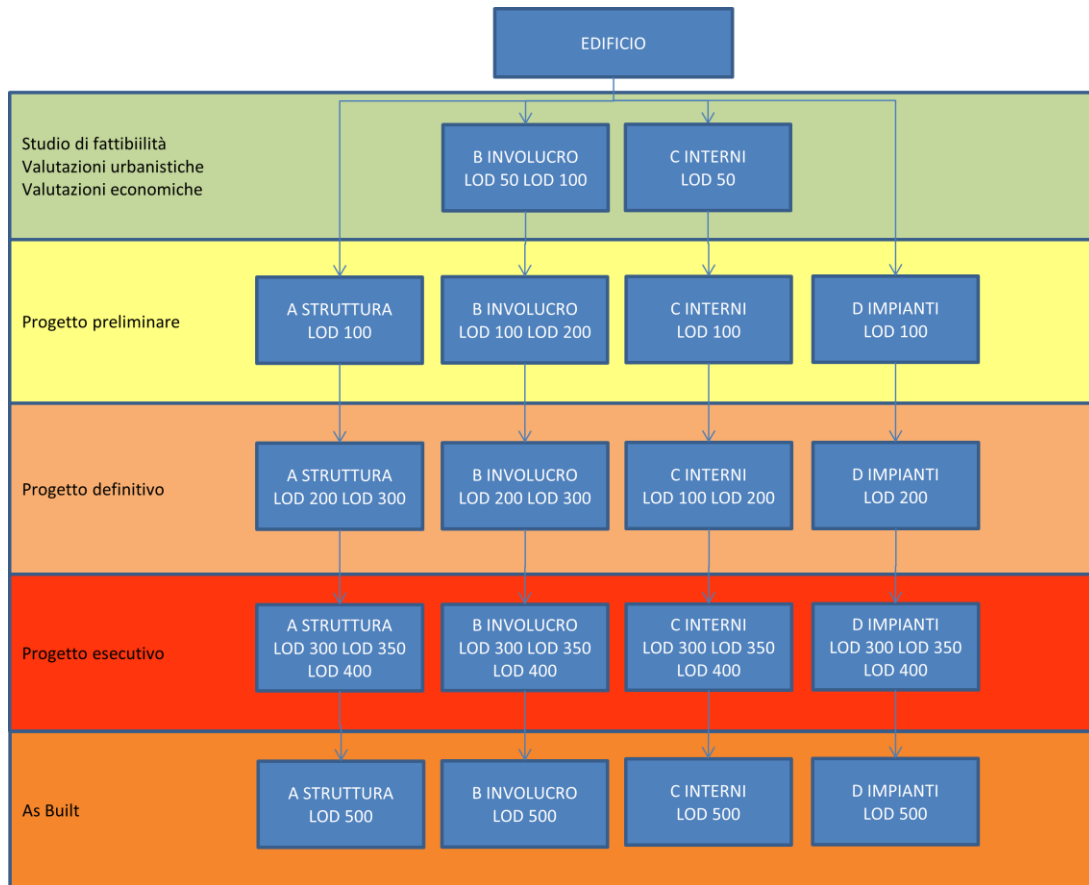 EDIFICIO
Studio di fattibiilità
Valutazioni urbanistiche
Valutazioni economiche
B INVOLUCRO
LOD 50 LOD 100
C INTERNI
LOD 50
Progetto preliminare
A STRUTTURA
LOD 100
B INVOLUCRO
LOD 100 LOD 200
C INTERNI
LOD 100
D IMPIANTI
LOD 100
Progetto definitivo
A STRUTTURA
LOD 200 LOD 300
B INVOLUCRO
LOD 200 LOD 300
C INTERNI
LOD 100 LOD 200
D IMPIANTI
LOD 200
Progetto esecutivo
A STRUTTURA
LOD 300 LOD 350
LOD 400
B INVOLUCRO
LOD 300 LOD 350
LOD 400
C INTERNI
LOD 300 LOD 350
LOD 400
D IMPIANTI
LOD 300 LOD 350
LOD 400
As Built
A STRUTTURA
LOD 500
B INVOLUCRO
LOD 500
C INTERNI
LOD 500
D IMPIANTI
LOD 500